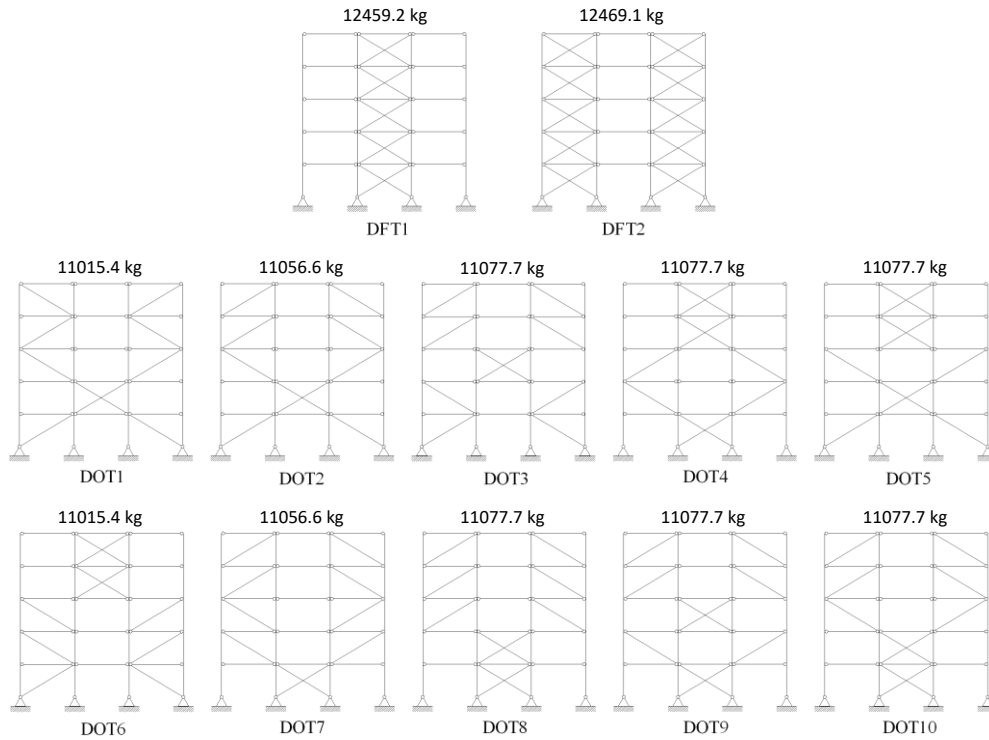 12459.2 kg 12469.1 kg
DFT1 DFT2
11015.4 kg 11056.6 kg 11077.7 kg 11077.7 kg 11077.7 kg
DOT1 DOT2 DOT3 DOT4 DOT5
11015.4 kg 11056.6 kg 11077.7 kg 11077.7 kg 11077.7 kg
DOT6 DOT7 DOT8 DOT9 DOT10